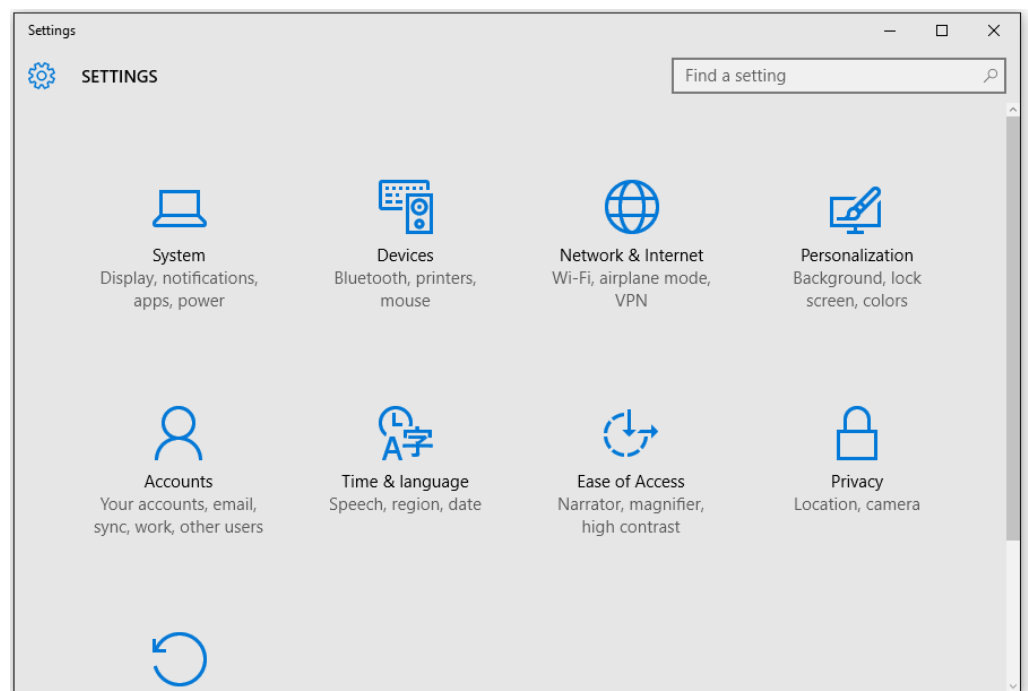 Settings
SETTINGS
Find a setting
System
Display, notifications,
apps, power
Devices
Bluetooth, printers,
mouse
Network & Internet
Wi-Fi, airplane mode,
VPN
Personalization
Background, lock
screen, colors
Accounts
Your accounts, email,
sync, work, other users
Time & language
Speech, region, date
Ease of Access
Narrator, magnifier,
high contrast
Privacy
Location, camera